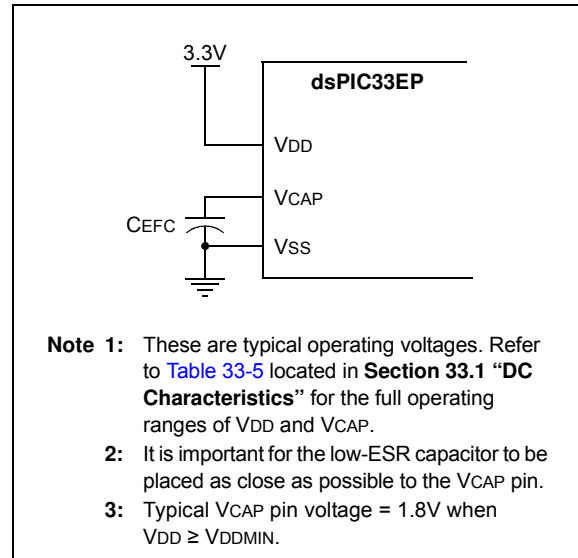 3.3V
dsPIC33EP
VDD
VCAP
CEFC
VSS
Note 1: These are typical operating voltages. Refer
to Table 33-5 located in Section 33.1 “DC
Characteristics” for the full operating
ranges of VDD and VCAP.
2: It is important for the low-ESR capacitor to be
placed as close as possible to the VCAP pin.
3: Typical VCAP pin voltage = 1.8V when
VDD ≥ VDDMIN.